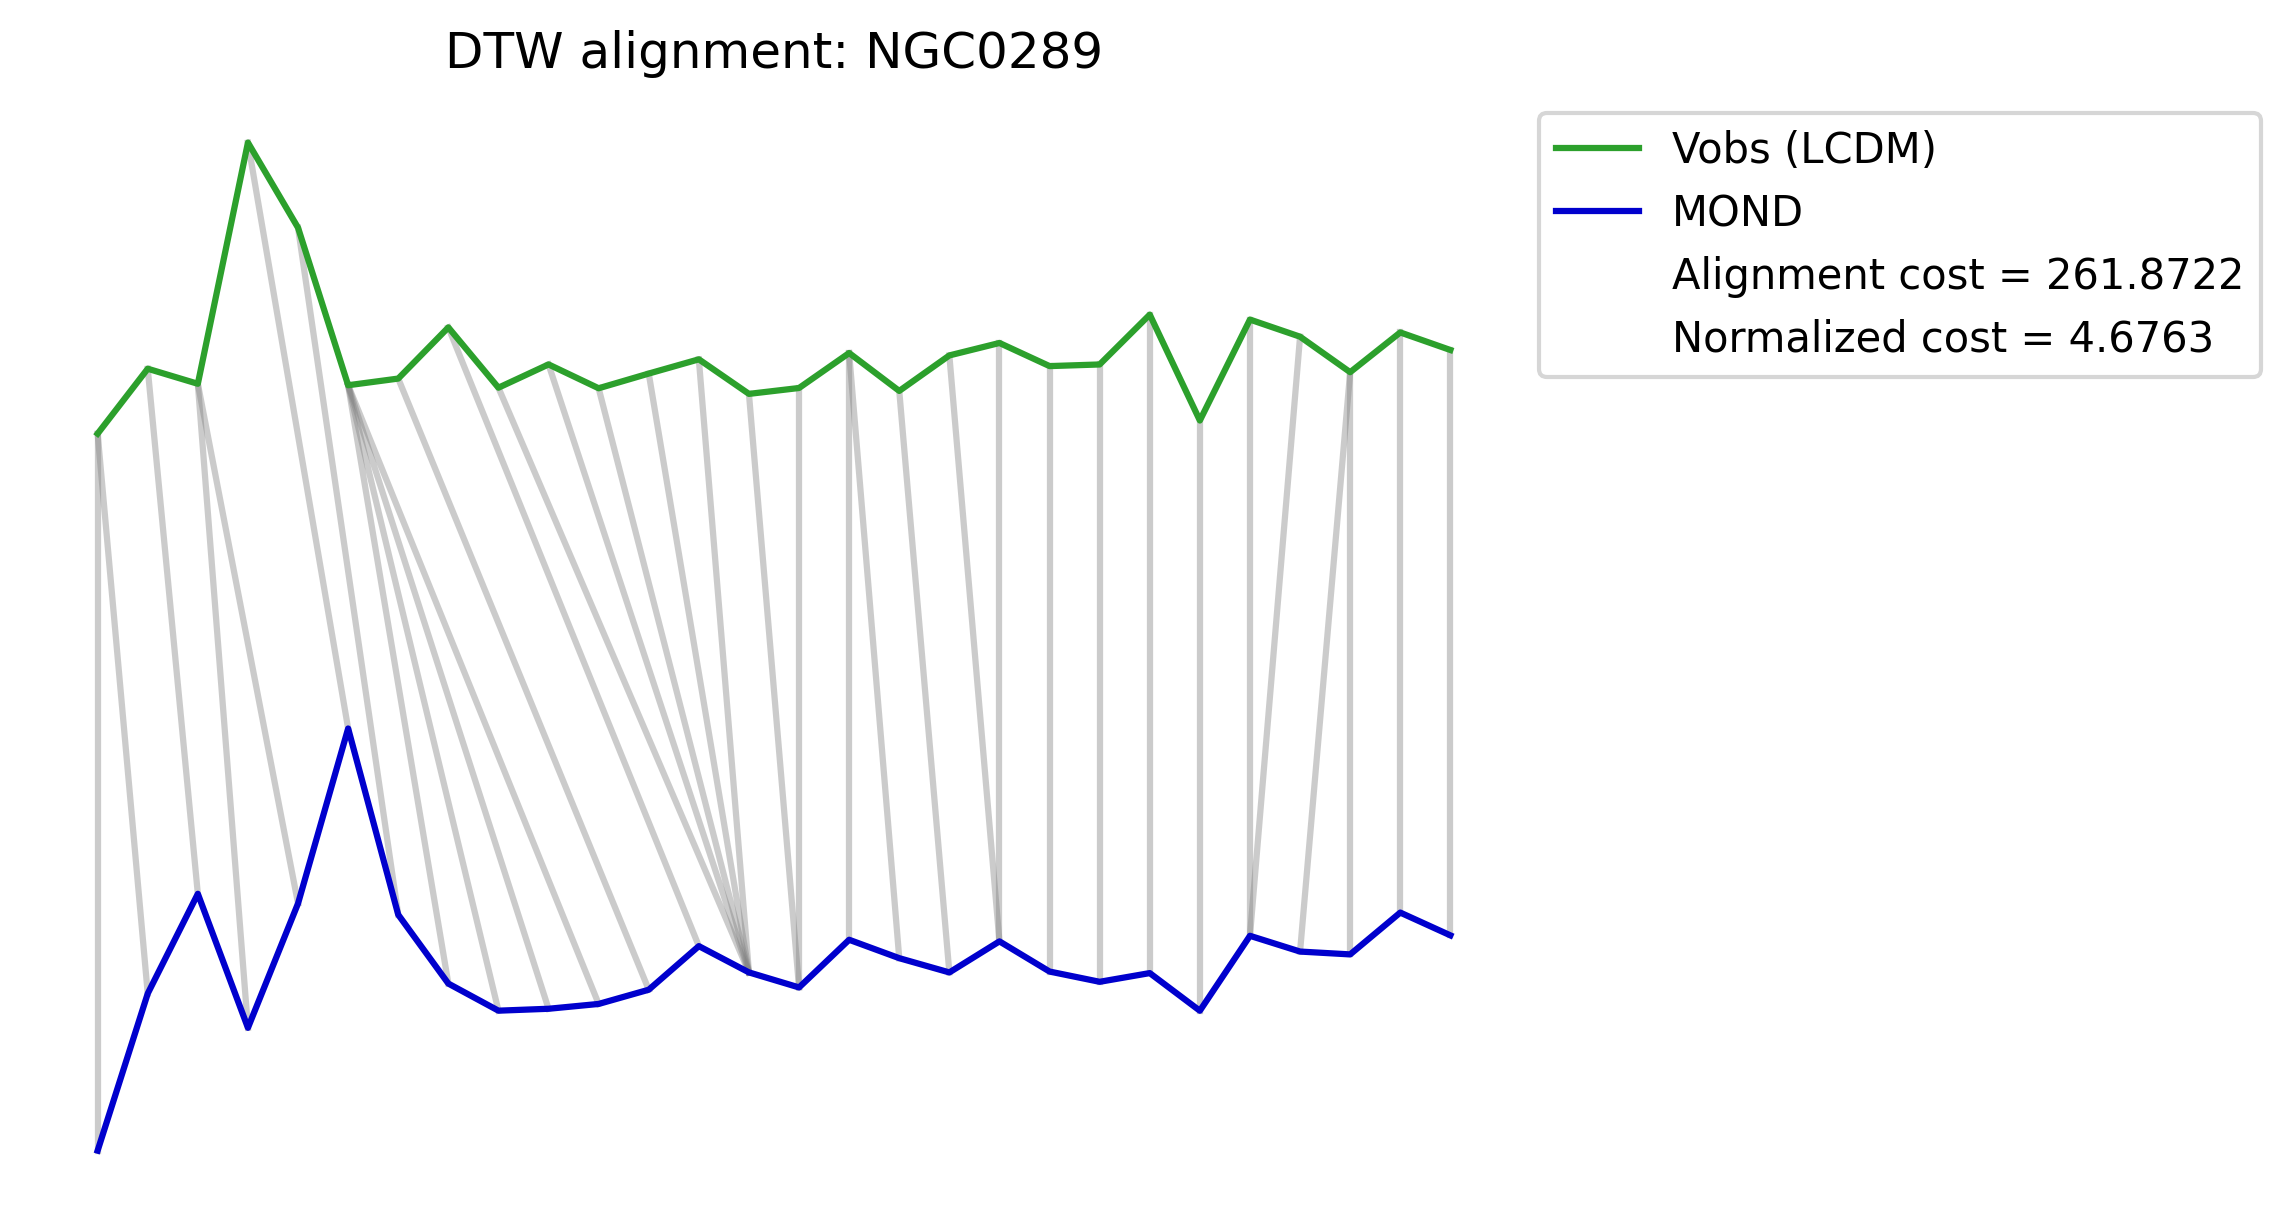 DTW alignment: NGC0289
Vobs (LCDM)
MOND
Alignment cost = 261.8722
Normalized cost = 4.6763